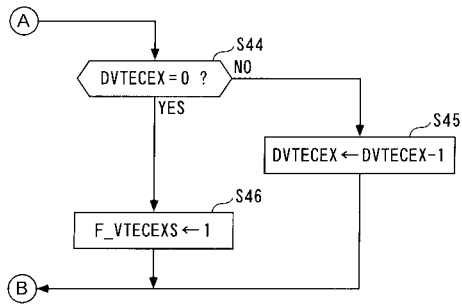 A
S44
DVTECEX=0 ?
NO
YES
S45
DVTECEX←DVTECEX-1
S46
F_VTECEXS←1
B